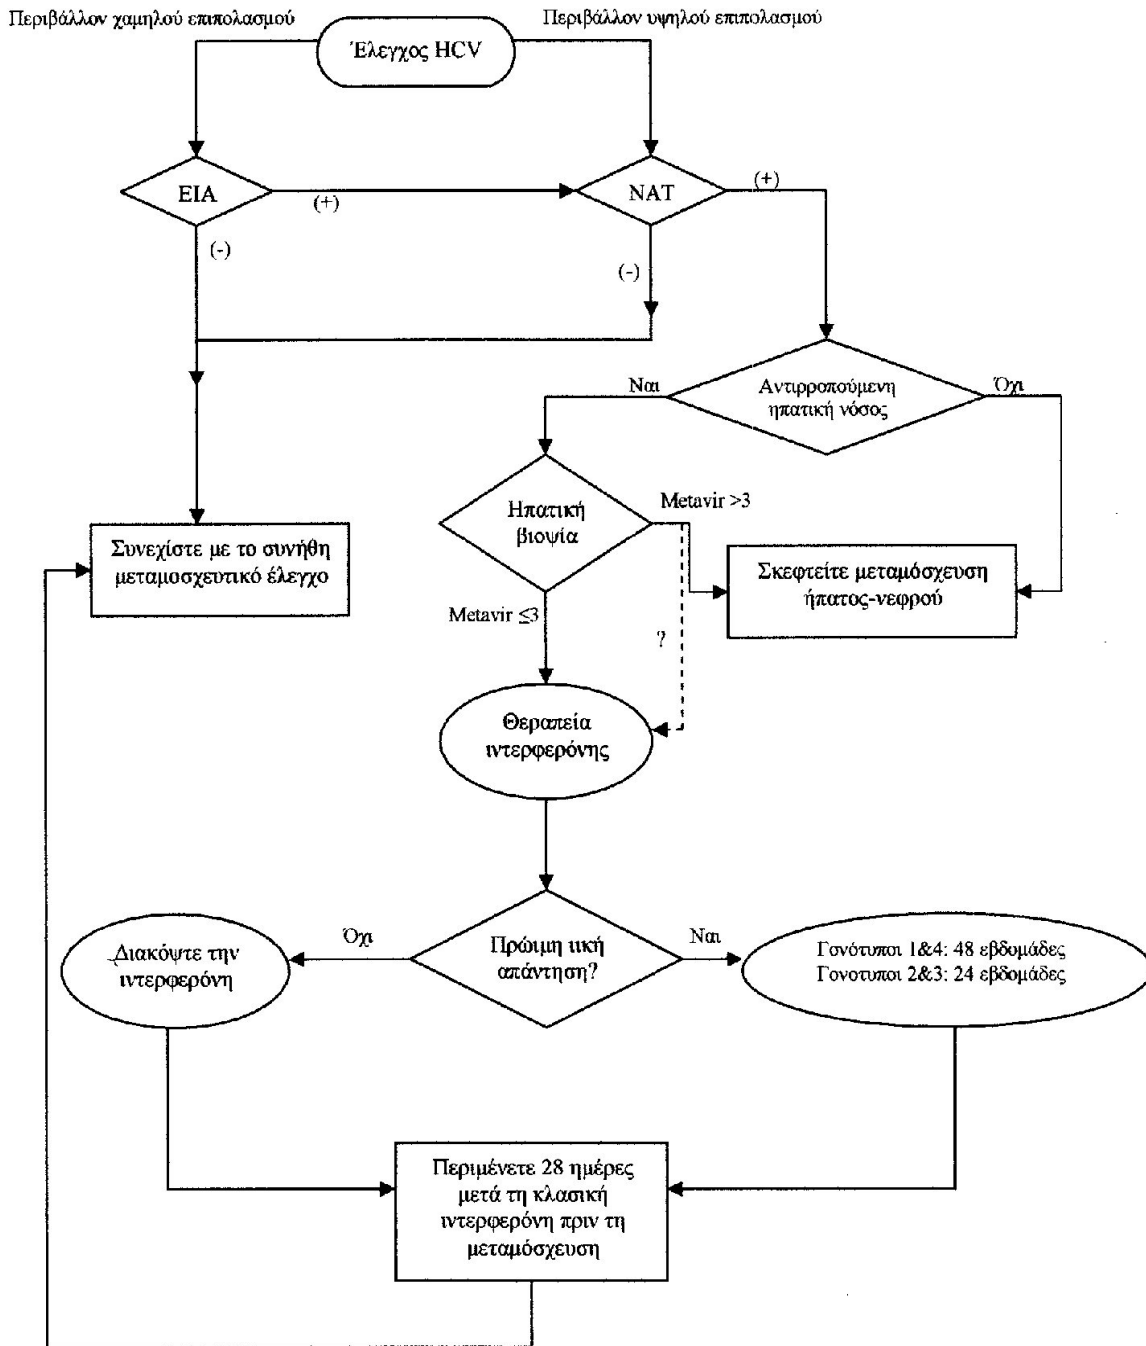 Περιβάλλον χαμηλού επιπολασμού
Περιβάλλον υψηλού επιπολασμού
Έλεγχος HCV
EIA
(+)
NAT
(+)
(-)
(-)
Ναι
Αντιρροπούμενη
ηπατική νόσος
Όχι
Ηπατική
βιοψία
Metavir >3
Συνεχίστε με το συνήθη
μεταμοσχευτικό έλεγχο
Σκεφτείτε μεταμόσχευση
ήπατος-νεφρού
Metavir ≤3
?
Θεραπεία
ιντερφερόνης
Όχι
Πρώιμη ιική
απάντηση?
Ναι
Διακόψτε την
ιντερφερόνη
Γονότυποι 1&4: 48 εβδομάδες
Γονοτυποι 2&3: 24 εβδομάδες
Περιμένετε 28 ημέρες
μετά τη κλασική
ιντερφερόνη πριν τη
μεταμόσχευση